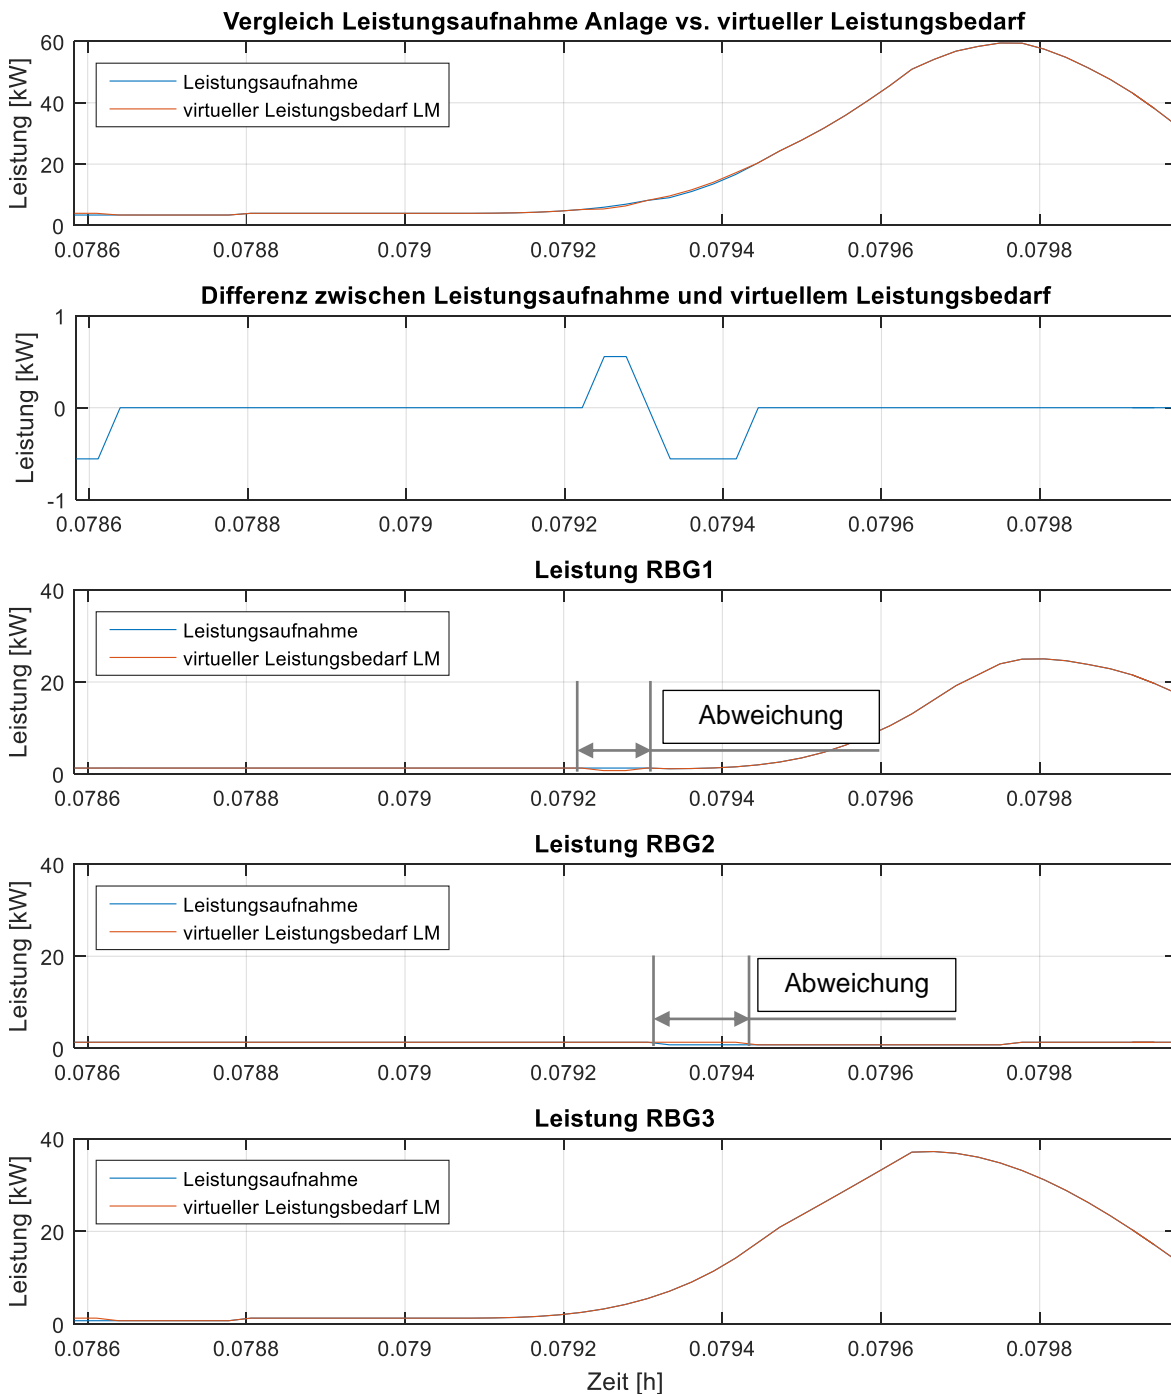 Vergleich Leistungsaufnahme Anlage vs. virtueller Leistungsbedarf
Leistung [kW]
60
40
20
0
Leistungsaufnahme
virtueller Leistungsbedarf LM
0.0786 0.0788 0.079 0.0792 0.0794 0.0796 0.0798
Differenz zwischen Leistungsaufnahme und virtuellem Leistungsbedarf
Leistung [kW]
1
0
-1
0.0786 0.0788 0.079 0.0792 0.0794 0.0796 0.0798
Leistung RBG1
Leistung [kW]
40
20
0
Leistungsaufnahme
virtueller Leistungsbedarf LM
Abweichung
0.0786 0.0788 0.079 0.0792 0.0794 0.0796 0.0798
Leistung RBG2
Leistung [kW]
40
20
0
Leistungsaufnahme
virtueller Leistungsbedarf LM
Abweichung
0.0786 0.0788 0.079 0.0792 0.0794 0.0796 0.0798
Leistung RBG3
Leistung [kW]
40
20
0
Leistungsaufnahme
virtueller Leistungsbedarf LM
0.0786 0.0788 0.079 0.0792 0.0794 0.0796 0.0798
Zeit [h]